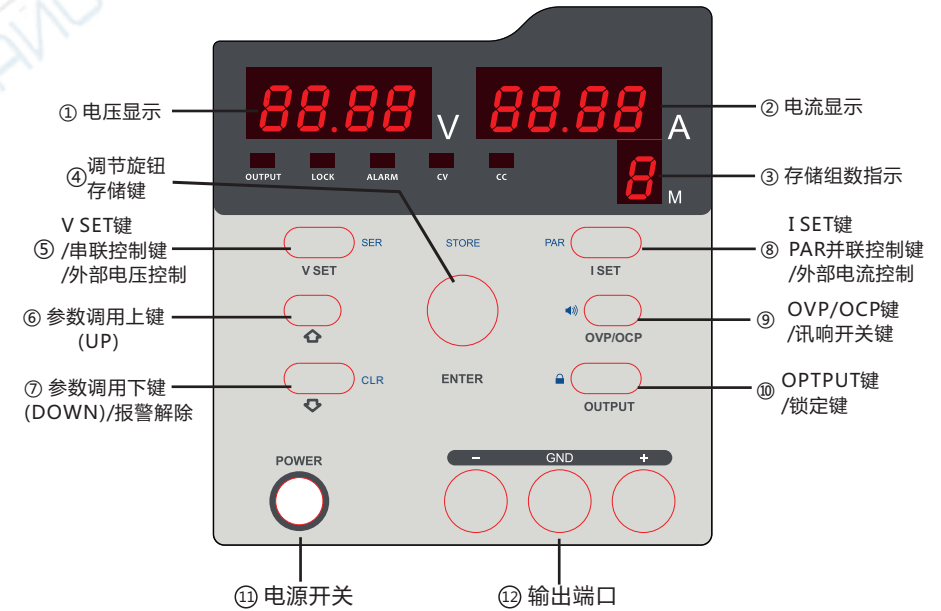 ① 电压显示
88.88
V
88.88
A
② 电流显示
OUTPUT
LOCK
ALARM
CV
CC
8
M
③ 存储组数指示
④ 调节旋钮
存储键
V SET键
⑤ /串联控制键
/外部电压控制
SER
V SET
STORE
PAR
I SET
I SET键
⑧ PAR并联控制键
/外部电流控制
⑥ 参数调用上键
(UP)
OVP/OCP
⑨ OVP/OCP键
/讯响开关键
⑦ 参数调用下键
(DOWN)/报警解除
CLR
ENTER
OUTPUT
⑩ OPTPUT键
/锁定键
POWER
− GND +
⑪ 电源开关
⑫ 输出端口